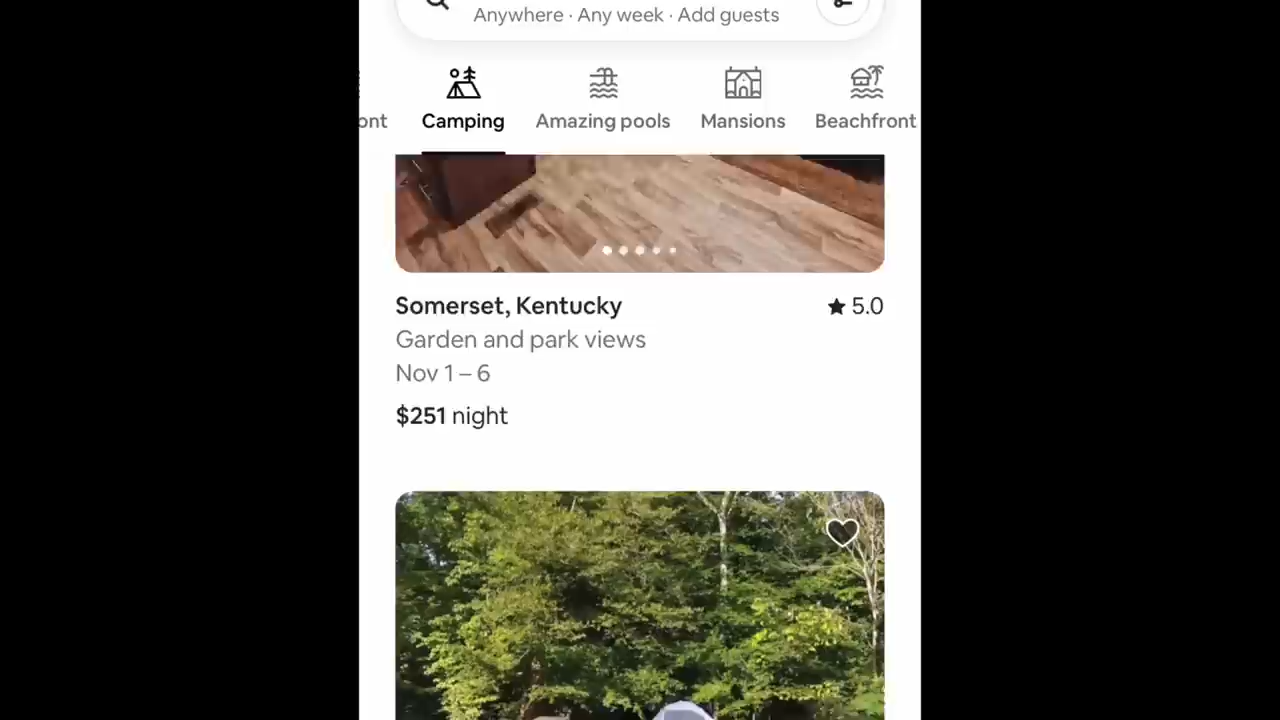 Anywhere · Any week · Add guests
ont Camping Amazing pools Mansions Beachfront
Somerset, Kentucky ★ 5.0
Garden and park views
Nov 1 – 6
$251 night